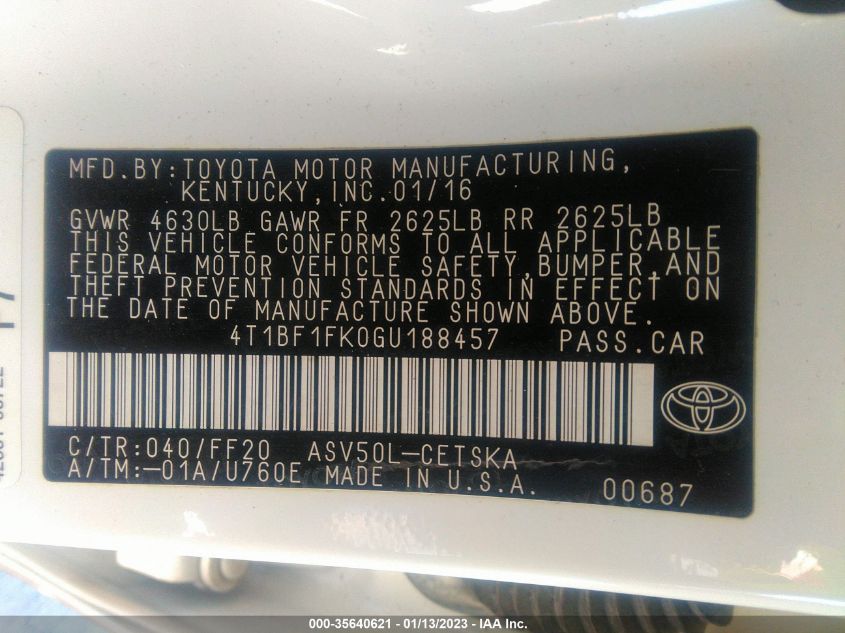 MFD.BY:TOYOTA MOTOR MANUFACTURING,
KENTUCKY,INC.01/16
GVWR 4630LB GAWR FR 2625LB RR 2625LB
THIS VEHICLE CONFORMS TO ALL APPLICABLE
FEDERAL MOTOR VEHICLE SAFETY,BUMPER,AND
THEFT PREVENTION STANDARDS IN EFFECT ON
THE DATE OF MANUFACTURE SHOWN ABOVE.
4T1BF1FK0GU188457 PASS.CAR
C/TR:040/FF20 ASV50L-CETSKA
A/TM:-01A/U760E MADE IN U.S.A. 00687
000-35640621 - 01/13/2023 - IAA Inc.